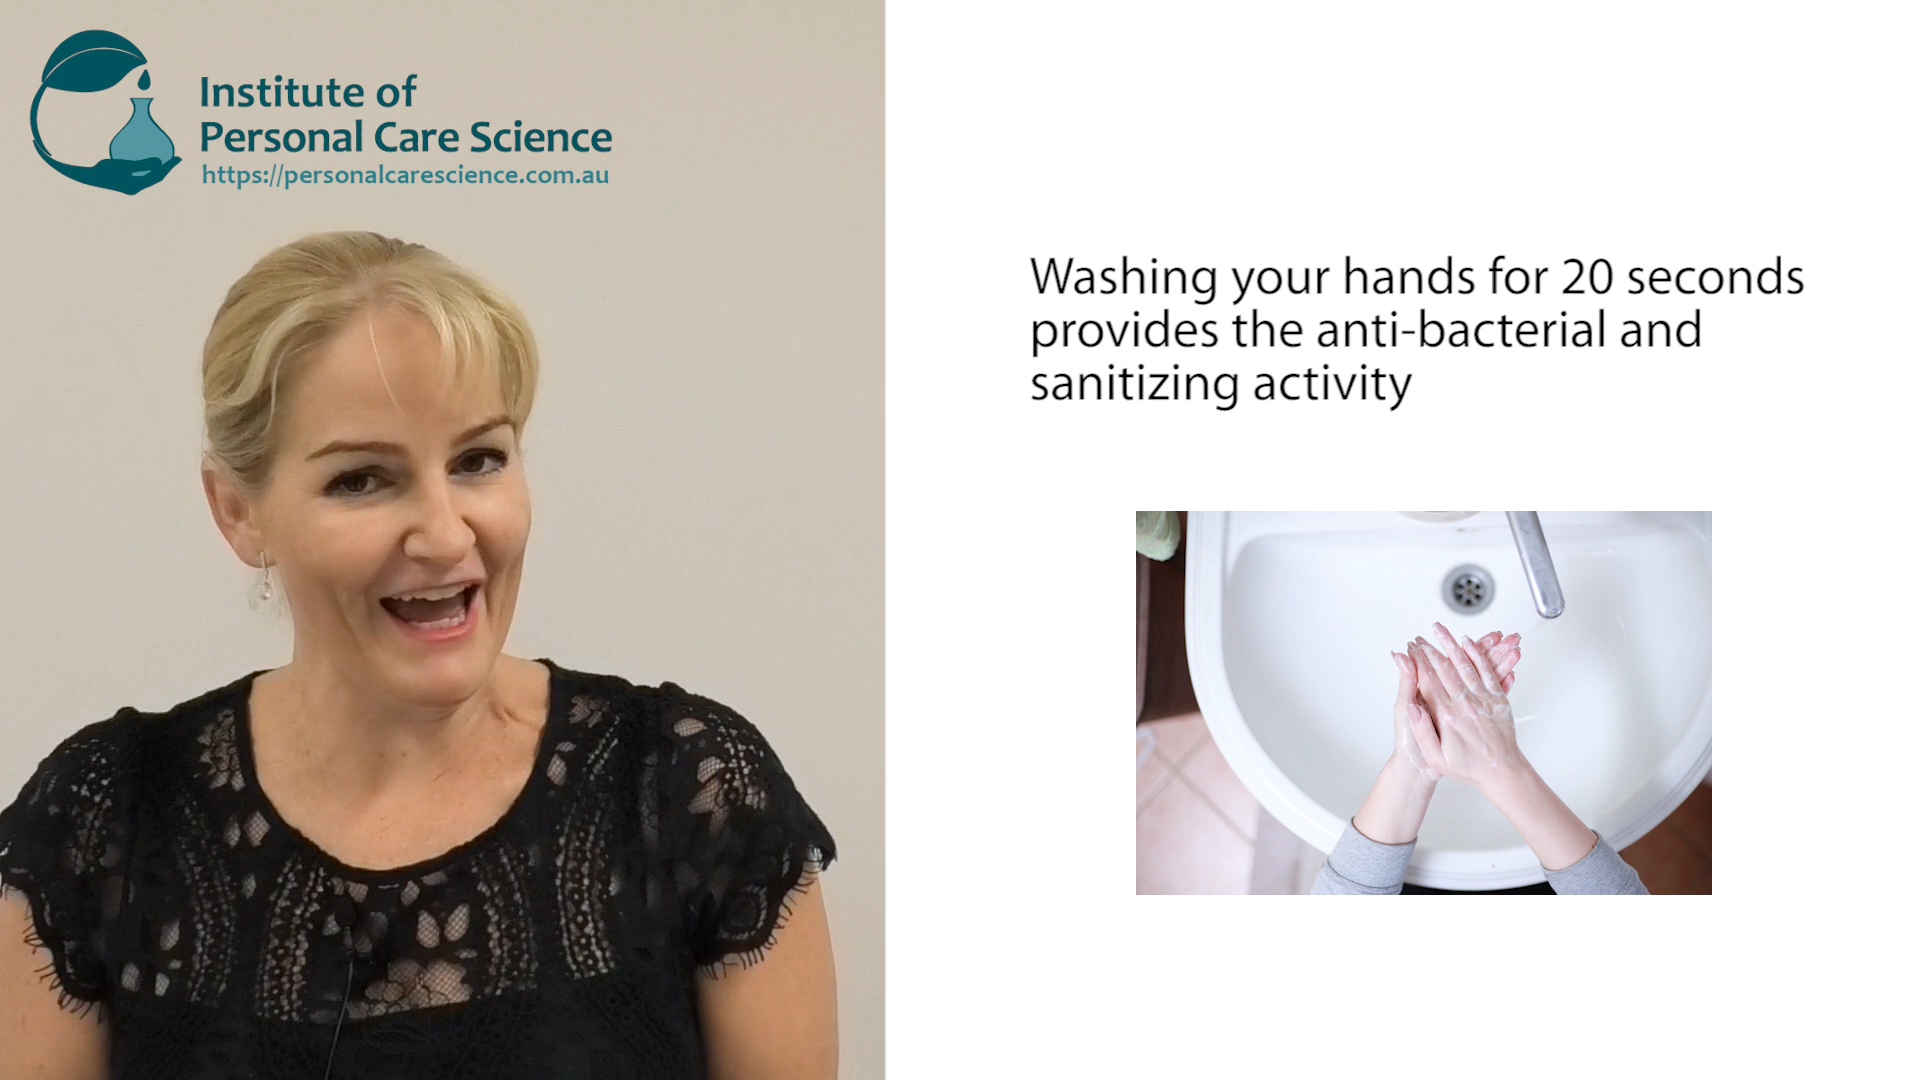 Institute of
Personal Care Science
https://personalcarescience.com.au
Washing your hands for 20 seconds
provides the anti-bacterial and
sanitizing activity